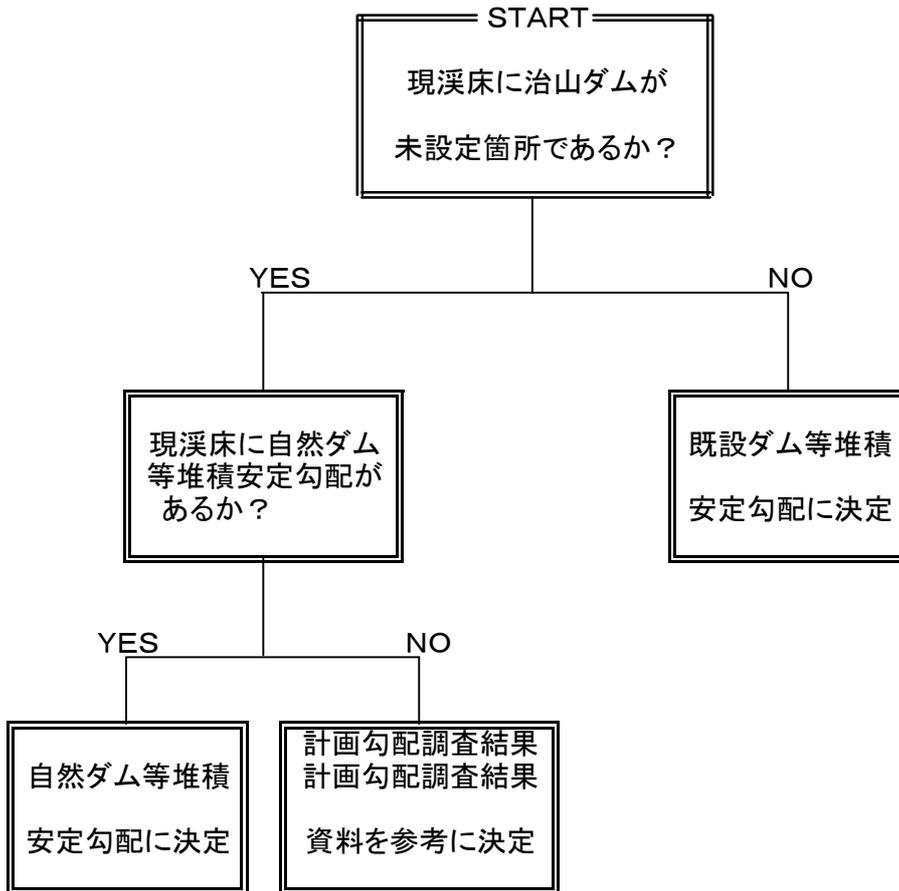 START
現渓床に治山ダムが
未設定箇所であるか？
YES
NO
現渓床に自然ダム
等堆積安定勾配が
あるか？
既設ダム等堆積
安定勾配に決定
YES
NO
自然ダム等堆積
安定勾配に決定
計画勾配調査結果
計画勾配調査結果
資料を参考に決定